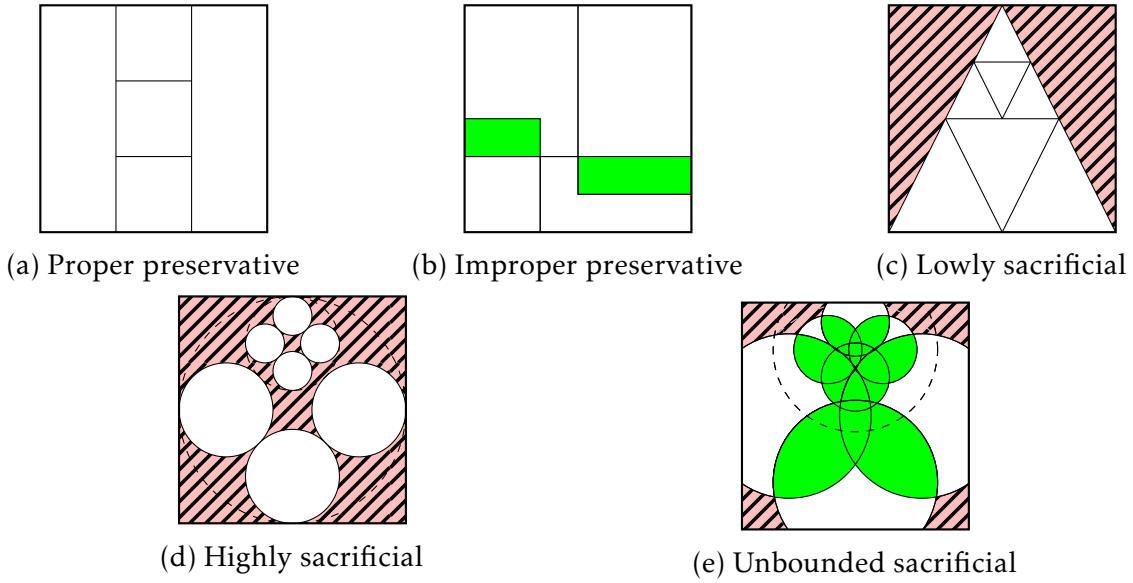 (a) Proper preservative
(b) Improper preservative
(c) Lowly sacrificial
(d) Highly sacrificial
(e) Unbounded sacrificial